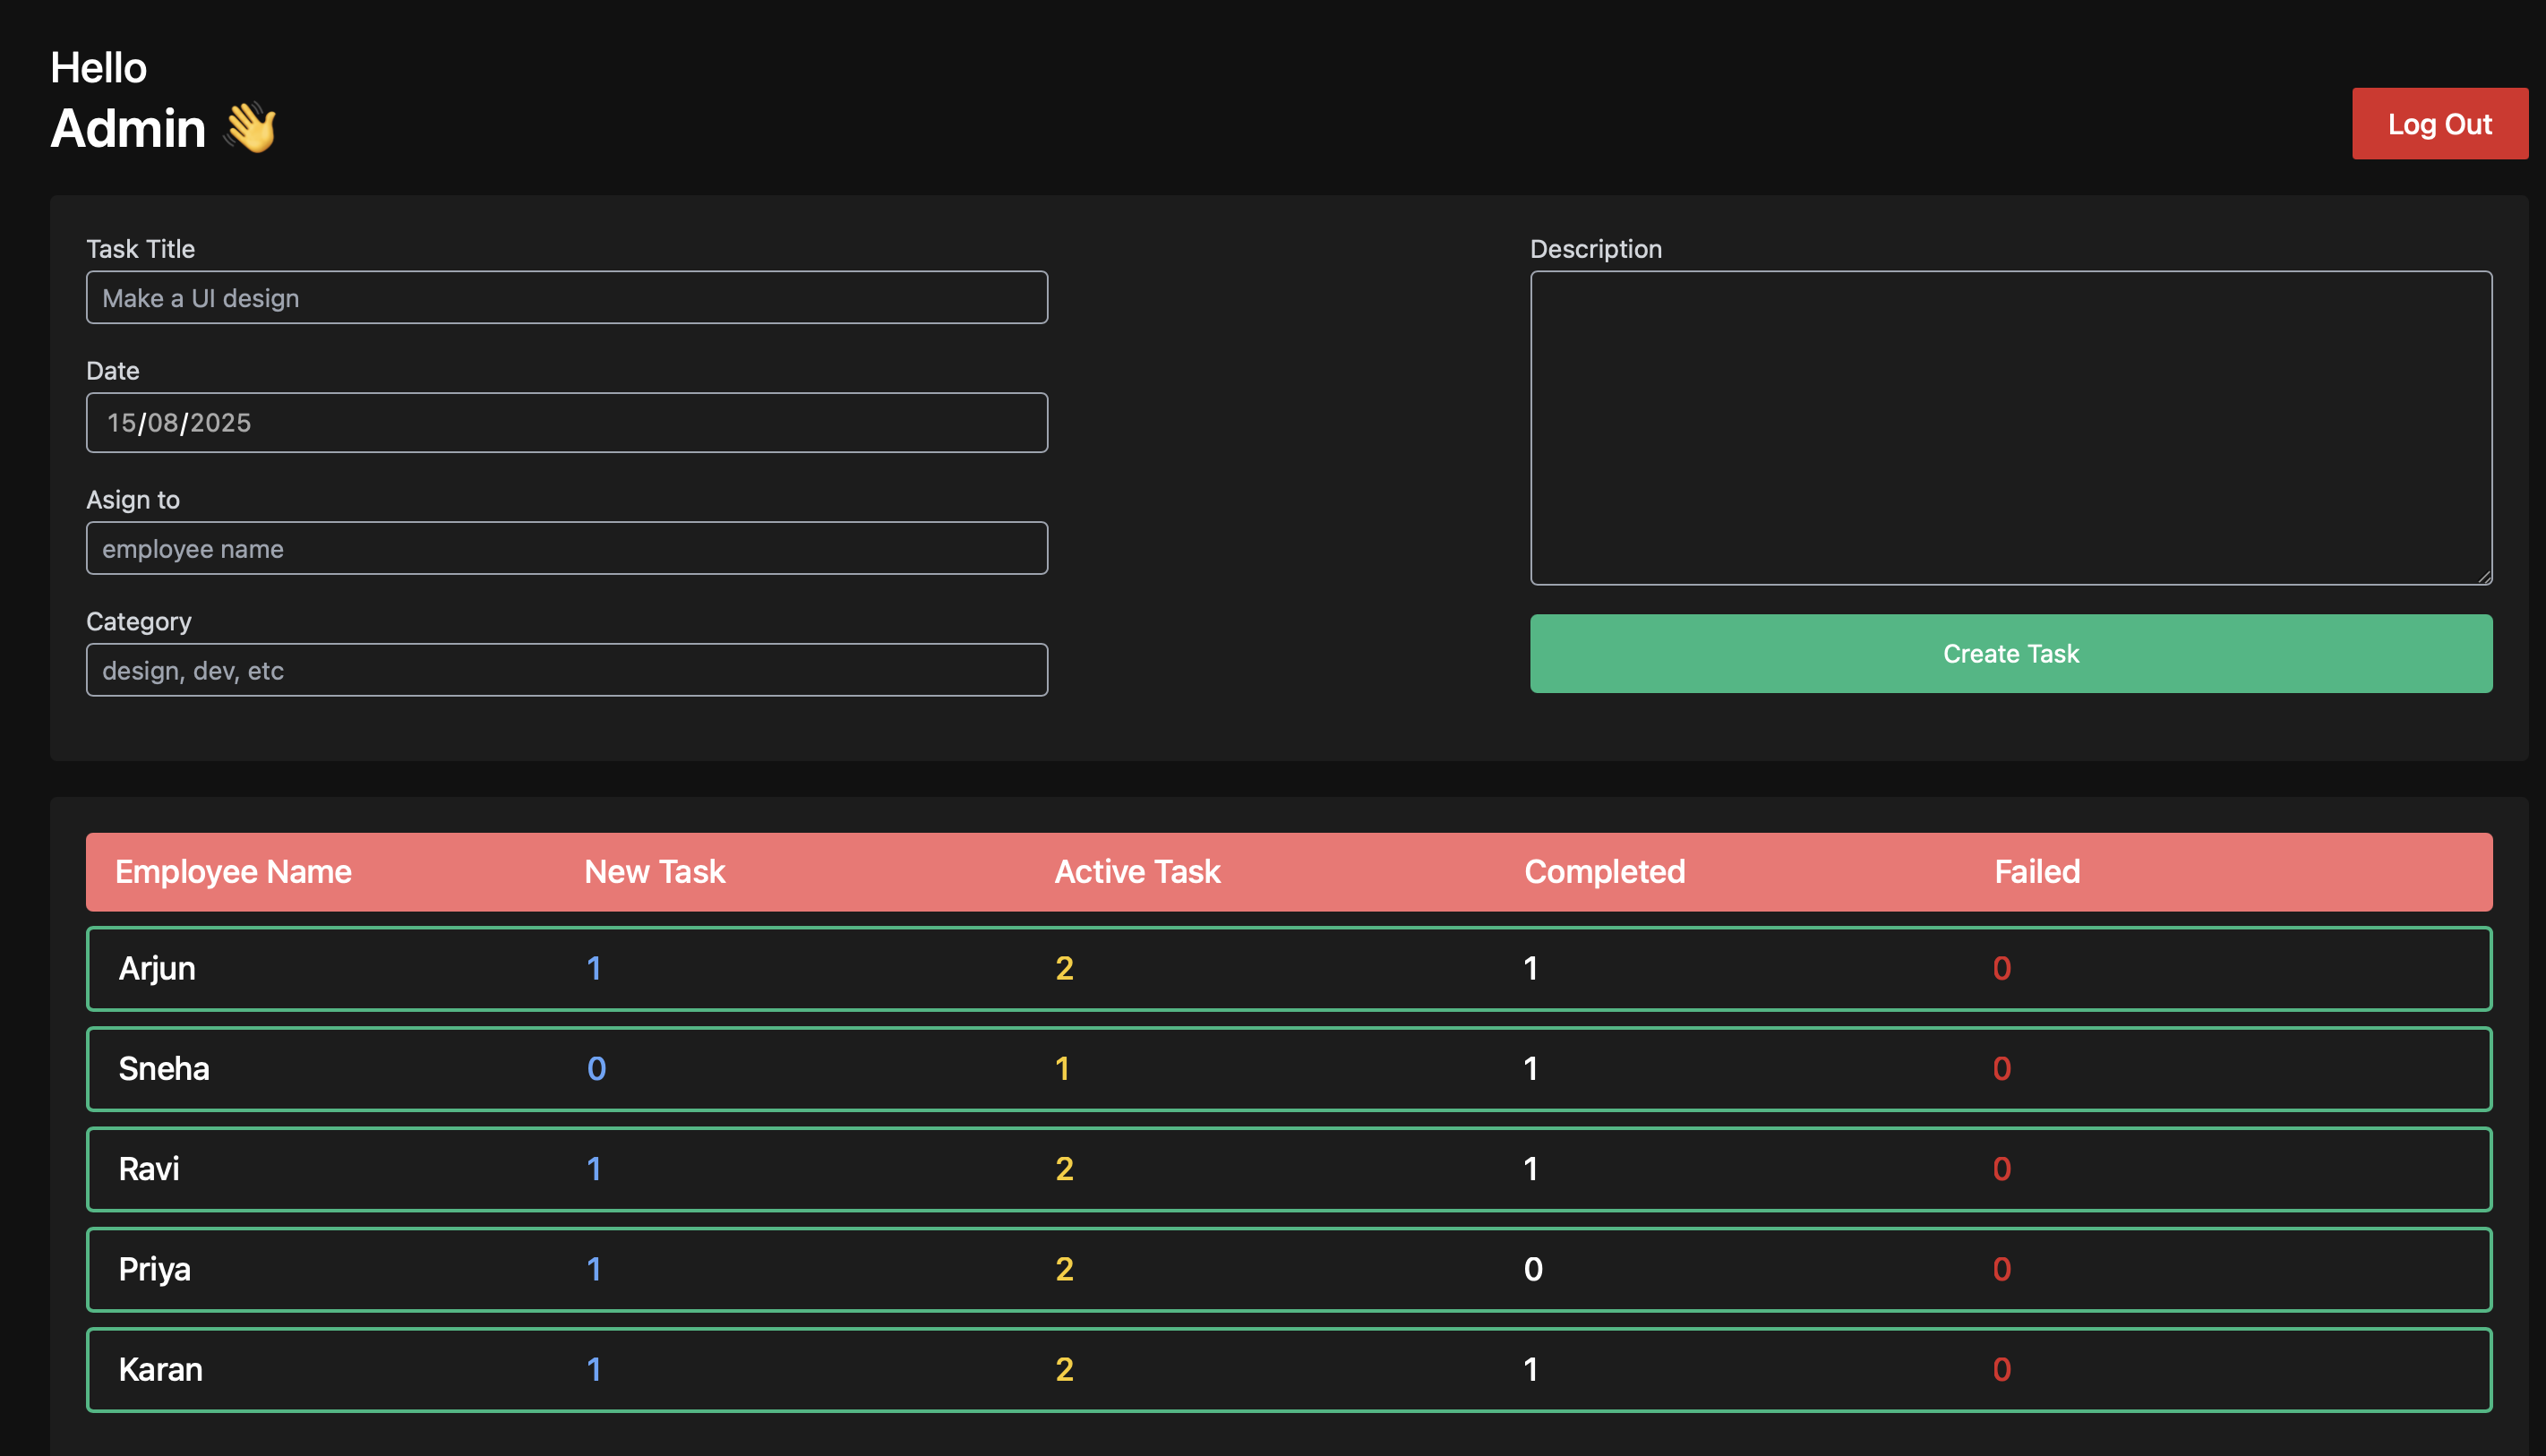 Hello
Admin 👋
Log Out
Task Title
Make a UI design
Date
15/08/2025
Asign to
employee name
Category
design, dev, etc
Description
Create Task
Employee Name New Task Active Task Completed Failed
Arjun 1 2 1 0
Sneha 0 1 1 0
Ravi 1 2 1 0
Priya 1 2 0 0
Karan 1 2 1 0